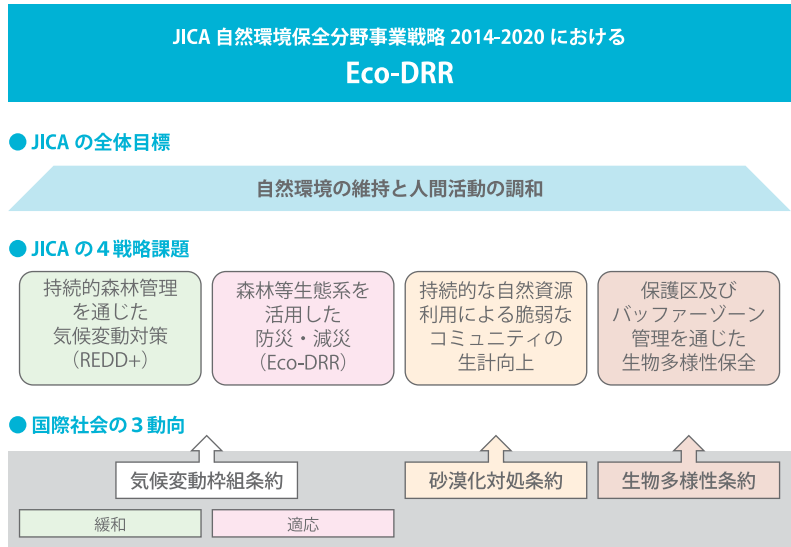 JICA 自然環境保全分野事業戦略 2014-2020 における
Eco-DRR
● JICA の全体目標
自然環境の維持と人間活動の調和
● JICA の4戦略課題
持続的森林管理
を通じた
気候変動対策
（REDD+）
森林等生態系を
活用した
防災・減災
（Eco-DRR）
持続的な自然資源
利用による脆弱な
コミュニティの
生計向上
保護区及び
バッファーゾーン
管理を通じた
生物多様性保全
● 国際社会の3動向
気候変動枠組条約
砂漠化対処条約
生物多様性条約
緩和
適応